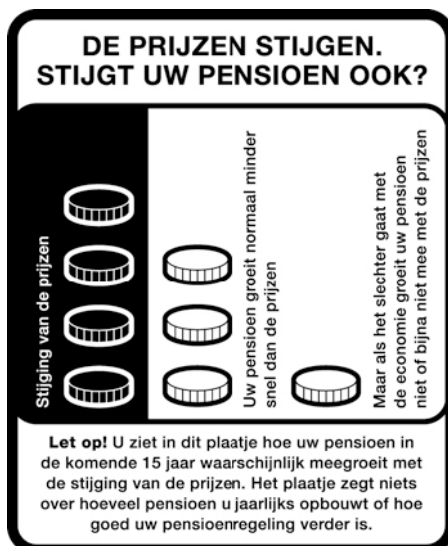 DE PRIJZEN STIJGEN.
STIJGT UW PENSIOEN OOK?
Stijging van de prijzen
Uw pensioen groeit normaal minder
snel dan de prijzen
Maar als het slechter gaat met
de economie groeit uw pensioen
niet of bijna niet mee met de prijzen
Let op! U ziet in dit plaatje hoe uw pensioen in
de komende 15 jaar waarschijnlijk meegroeit met
de stijging van de prijzen. Het plaatje zegt niets
over hoeveel pensioen u jaarlijks opbouwt of hoe
goed uw pensioenregeling verder is.